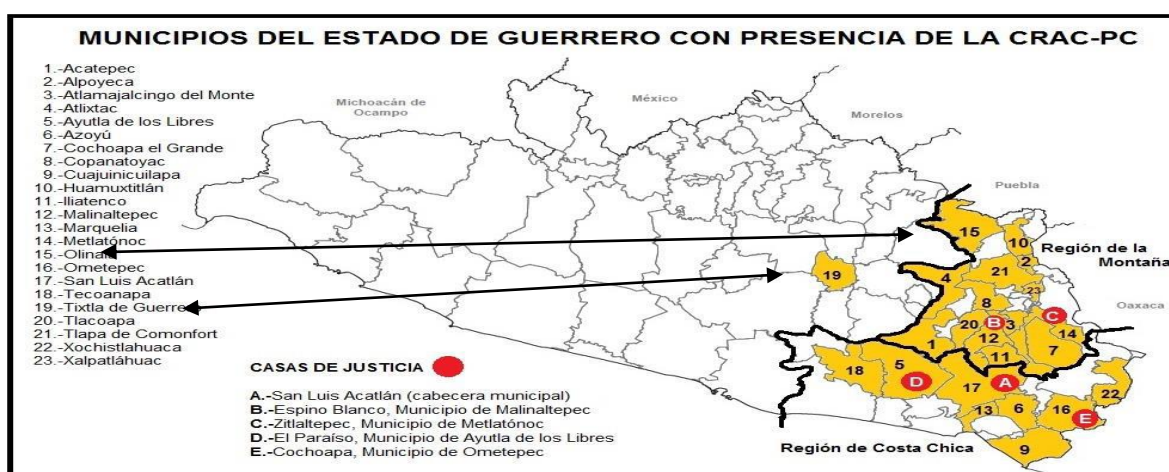 MUNICIPIOS DEL ESTADO DE GUERRERO CON PRESENCIA DE LA CRAC-PC
1.-Acatepec
2.-Alpoyeca
3.-Atlamajalcingo del Monte
4.-Atlixtac
5.-Ayutla de los Libres
6.-Azoyú
7.-Cochoapa el Grande
8.-Copanatoyac
9.-Cuajuinicuilapa
10.-Huamuxtitlán
11.-Iliatenco
12.-Malinaltepec
13.-Marquelia
14.-Metlatónoc
15.-Olinalá
16.-Ometepec
17.-San Luis Acatlán
18.-Tecoanapa
19.-Tixtla de Guerrero
20.-Tlacoapa
21.-Tlapa de Comonfort
22.-Xochistlahuaca
23.-Xalpatláhuac
Michoacán de
Ocampo
México
Morelos
Puebla
Oaxaca
Región de la
Montaña
15
10
2
21
4
23
19
8
20
B
3
C
14
12
1
11
7
18
5
D
17
A
22
13
6
16
E
9
Región de Costa Chica
CASAS DE JUSTICIA
A.-San Luis Acatlán (cabecera municipal)
B.-Espino Blanco, Municipio de Malinaltepec
C.-Zitlaltepec, Municipio de Metlatónoc
D.-El Paraíso, Municipio de Ayutla de los Libres
E.-Cochoapa, Municipio de Ometepec